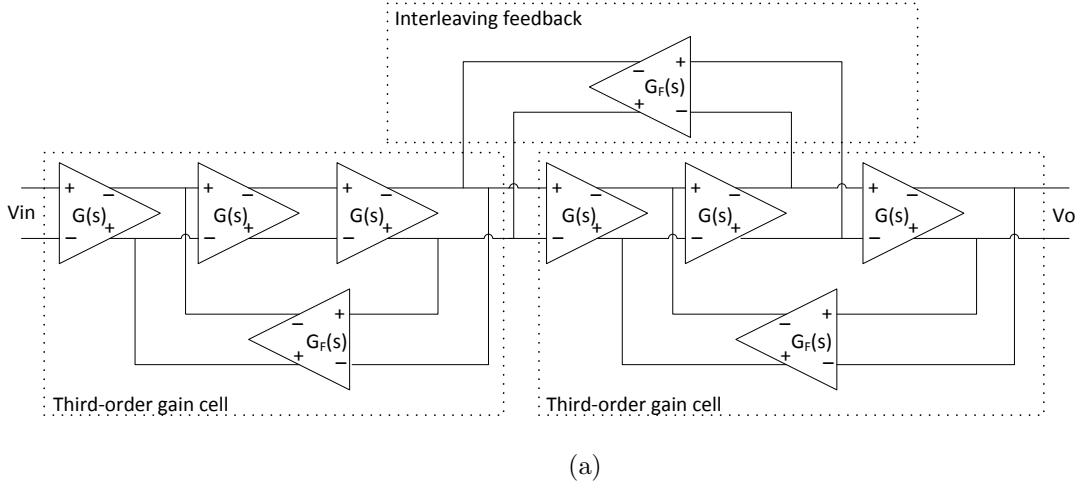 Interleaving feedback
− +
G_F(s)
+ −
Vin
+ − + − + − + − + − + −
G(s) G(s) G(s) G(s) G(s) G(s)
− + − + − + − + − + − +
Vo
− + − +
G_F(s) G_F(s)
+ − + −
Third-order gain cell Third-order gain cell
(a)